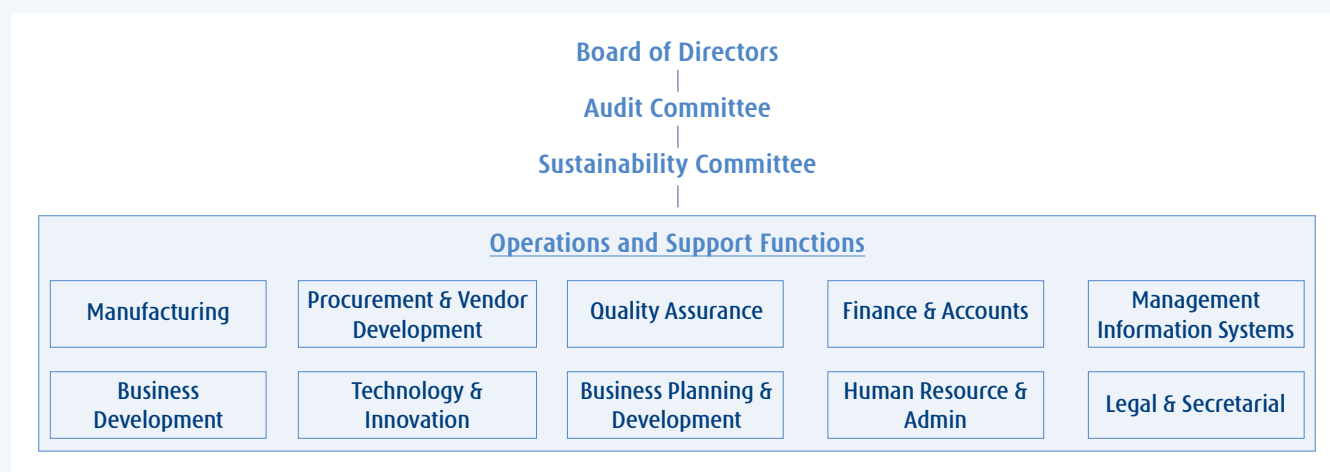 Board of Directors
Audit Committee
Sustainability Committee
Operations and Support Functions
Manufacturing
Procurement & Vendor
Development
Quality Assurance
Finance & Accounts
Management
Information Systems
Business
Development
Technology &
Innovation
Business Planning &
Development
Human Resource &
Admin
Legal & Secretarial